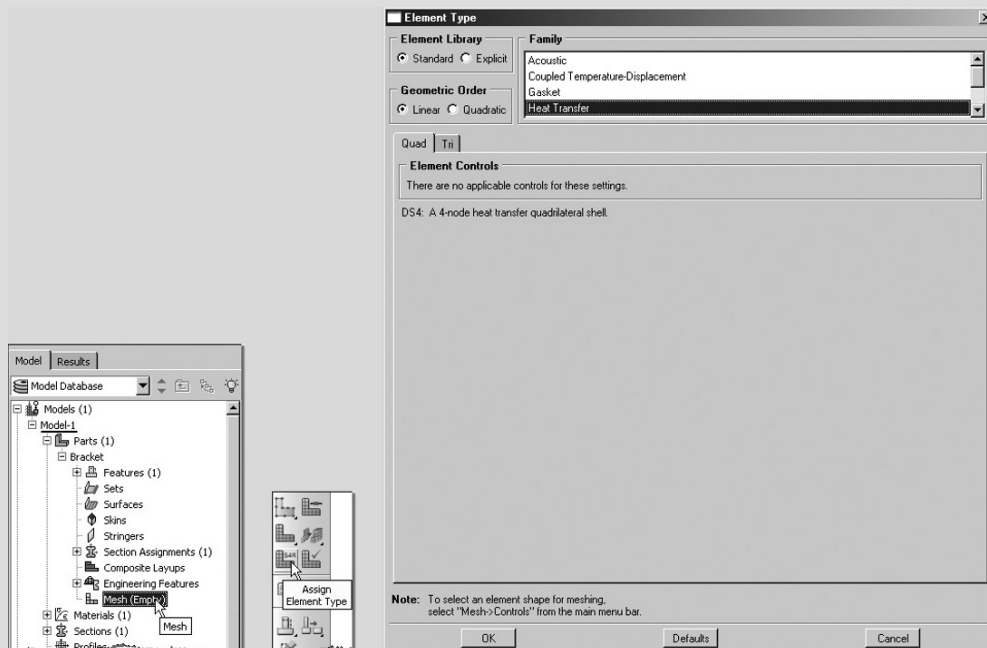 Element Type
Element Library
Standard Explicit
Family
Acoustic
Coupled Temperature-Displacement
Gasket
Heat Transfer
Geometric Order
Linear Quadratic
Quad Tri
Element Controls
There are no applicable controls for these settings.
DS4: A 4-node heat transfer quadrilateral shell.
Note: To select an element shape for meshing,
select "Mesh->Controls" from the main menu bar.
OK Defaults Cancel
Model Results
Model Database
Models (1)
Model-1
Parts (1)
Bracket
Features (1)
Sets
Surfaces
Skins
Stringers
Section Assignments (1)
Composite Layups
Engineering Features
Mesh (Empty)
Materials (1)
Mesh
Sections (1)
Profiles
S4R
Assign
Element Type